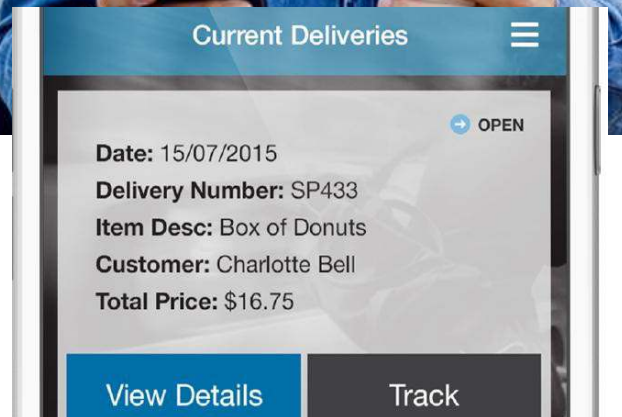 Current Deliveries
OPEN
Date: 15/07/2015
Delivery Number: SP433
Item Desc: Box of Donuts
Customer: Charlotte Bell
Total Price: $16.75
View Details
Track